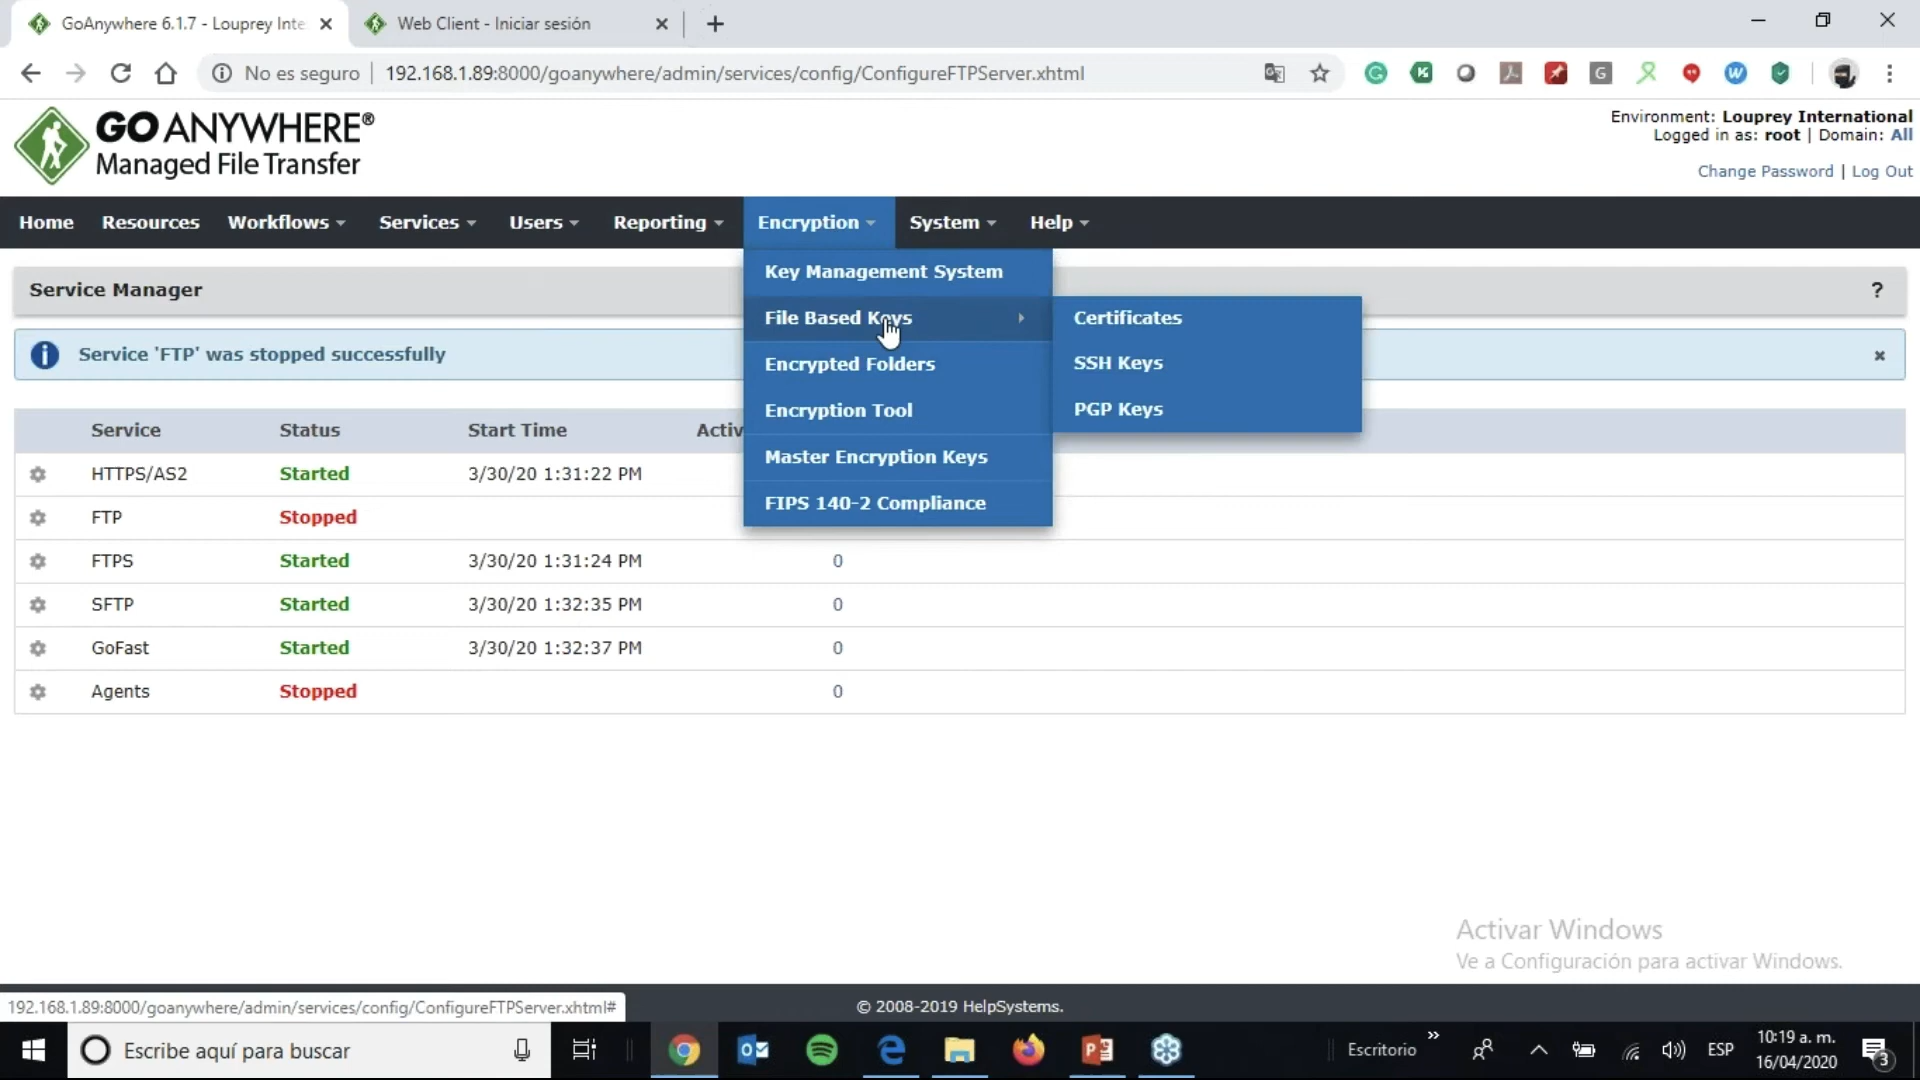 GoAnywhere 6.1.7 - Louprey Inte
Web Client - Iniciar sesión
No es seguro
192.168.1.89:8000/goanywhere/admin/services/config/ConfigureFTPServer.xhtml
GO ANYWHERE®
Managed File Transfer
Environment: Louprey International
Logged in as: root | Domain: All
Change Password | Log Out
Home
Resources
Workflows
Services
Users
Reporting
Encryption
System
Help
Key Management System
File Based Keys
Encrypted Folders
Encryption Tool
Master Encryption Keys
FIPS 140-2 Compliance
Certificates
SSH Keys
PGP Keys
Service Manager
?
Service 'FTP' was stopped successfully
Service Status Start Time Activ
HTTPS/AS2 Started 3/30/20 1:31:22 PM
FTP Stopped
FTPS Started 3/30/20 1:31:24 PM 0
SFTP Started 3/30/20 1:32:35 PM 0
GoFast Started 3/30/20 1:32:37 PM 0
Agents Stopped 0
Activar Windows
Ve a Configuración para activar Windows.
192.168.1.89:8000/goanywhere/admin/services/config/ConfigureFTPServer.xhtml#
© 2008-2019 HelpSystems.
Escribe aquí para buscar
Escritorio
ESP
10:19 a. m.
16/04/2020
3